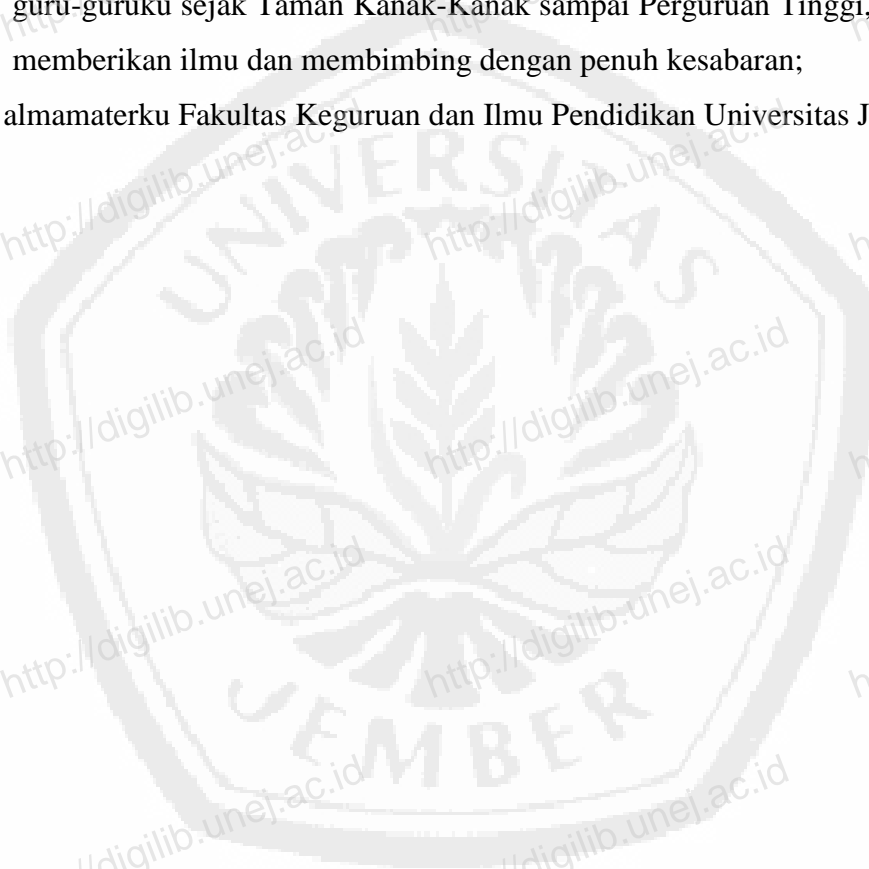 guru-guruku sejak Taman Kanak-Kanak sampai Perguruan Tinggi,
memberikan ilmu dan membimbing dengan penuh kesabaran;
almamaterku Fakultas Keguruan dan Ilmu Pendidikan Universitas J
UNIVERSITAS
http://digilib.unej.ac.id
http://digilib.unej.ac.id
http://digilib.unej.ac.id
http://digilib.unej.ac.id
http://digilib.unej.ac.id
http://digilib.unej.ac.id
JEMBER
//digilib.unej.ac.id
//digilib.unej.ac.id